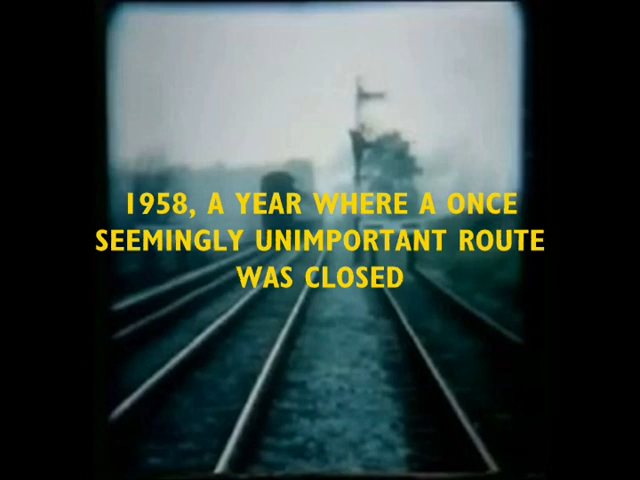 1958, A YEAR WHERE A ONCE
SEEMINGLY UNIMPORTANT ROUTE
WAS CLOSED